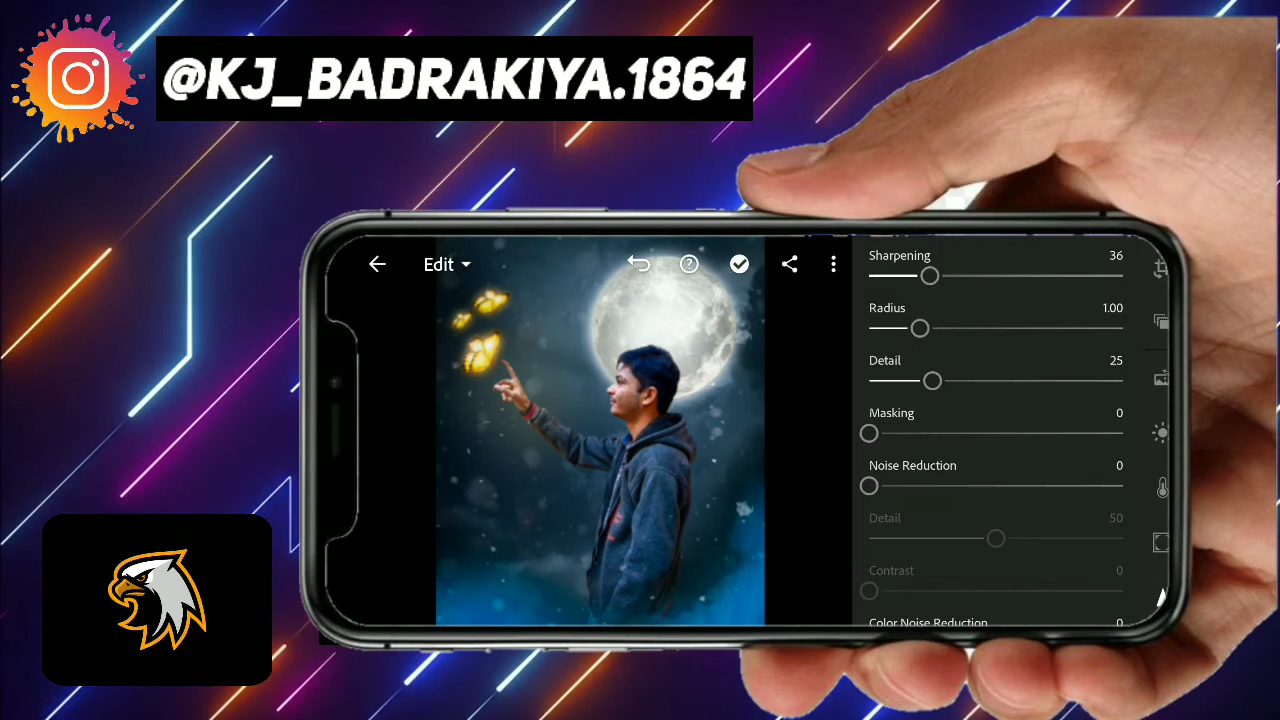 @KJ_BADRAKIYA.1864
Edit
Sharpening 36
Radius 1.00
Detail 25
Masking 0
Noise Reduction 0
Detail 50
Contrast 0
Color Noise Reduction 0